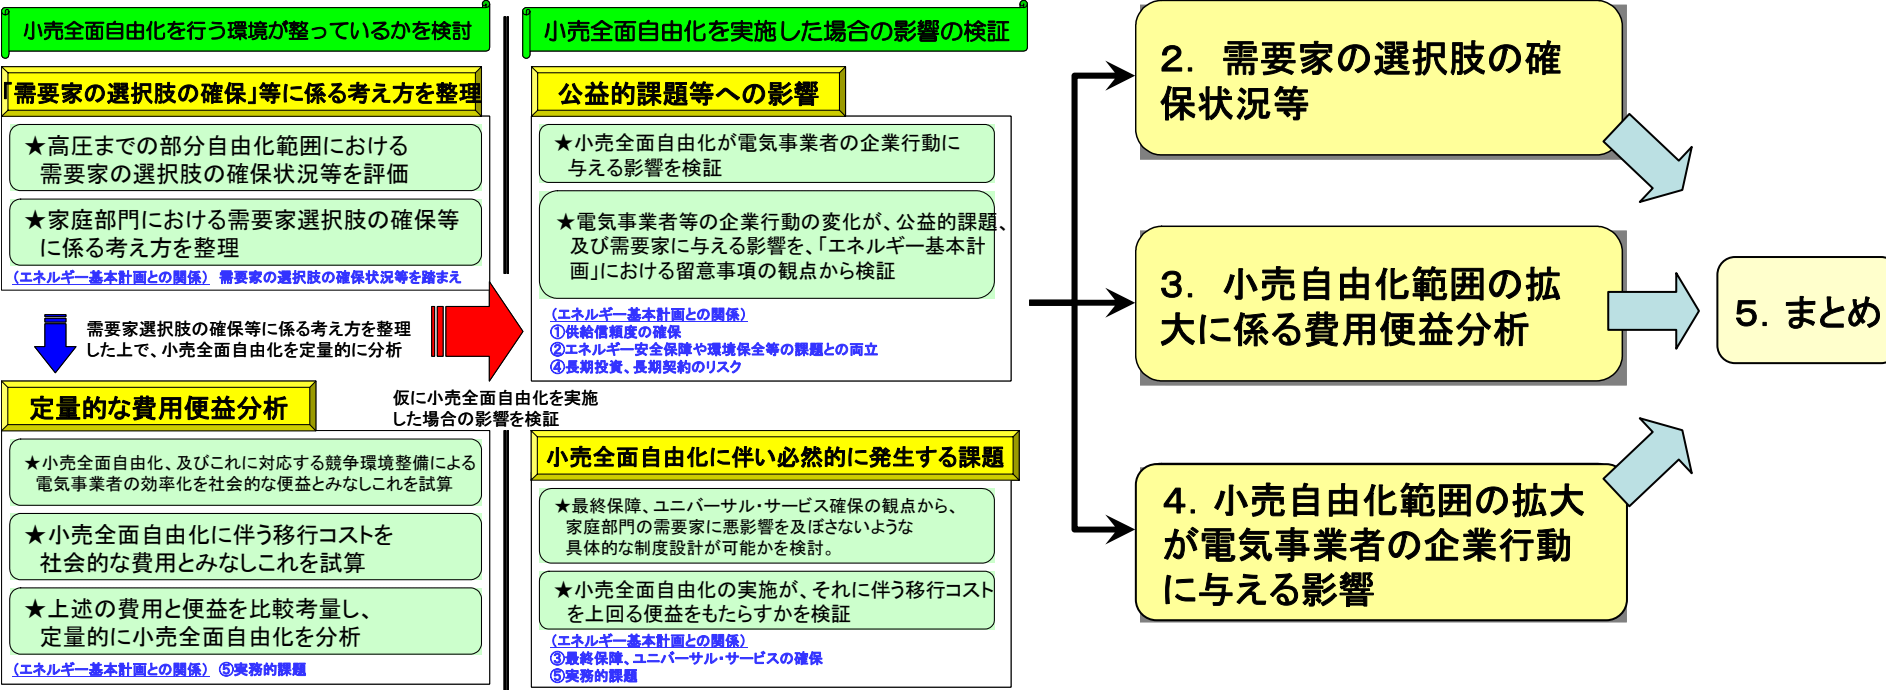 小売全面自由化を行う環境が整っているかを検討
「需要家の選択肢の確保」等に係る考え方を整理
★高圧までの部分自由化範囲における
需要家の選択肢の確保状況等を評価
★家庭部門における需要家選択肢の確保等
に係る考え方を整理
(エネルギー基本計画との関係) 需要家の選択肢の確保状況等を踏まえ
需要家選択肢の確保等に係る考え方を整理
した上で、小売全面自由化を定量的に分析
定量的な費用便益分析
★小売全面自由化、及びこれに対応する競争環境整備による
電気事業者の効率化を社会的な便益とみなしこれを試算
★小売全面自由化に伴う移行コストを
社会的な費用とみなしこれを試算
★上述の費用と便益を比較考量し、
定量的に小売全面自由化を分析
(エネルギー基本計画との関係) ⑤実務的課題
仮に小売全面自由化を実施
した場合の影響を検証
小売全面自由化を実施した場合の影響の検証
公益的課題等への影響
★小売全面自由化が電気事業者の企業行動に
与える影響を検証
★電気事業者等の企業行動の変化が、公益的課題、
及び需要家に与える影響を、「エネルギー基本計
画」における留意事項の観点から検証
(エネルギー基本計画との関係)
①供給信頼度の確保
②エネルギー安全保障や環境保全等の課題との両立
④長期投資、長期契約のリスク
小売全面自由化に伴い必然的に発生する課題
★最終保障、ユニバーサル・サービス確保の観点から、
家庭部門の需要家に悪影響を及ぼさないような
具体的な制度設計が可能かを検討。
★小売全面自由化の実施が、それに伴う移行コスト
を上回る便益をもたらすかを検証
(エネルギー基本計画との関係)
③最終保障、ユニバーサル・サービスの確保
⑤実務的課題
2. 需要家の選択肢の確
保状況等
3. 小売自由化範囲の拡
大に係る費用便益分析
4. 小売自由化範囲の拡大
が電気事業者の企業行動
に与える影響
5. まとめ